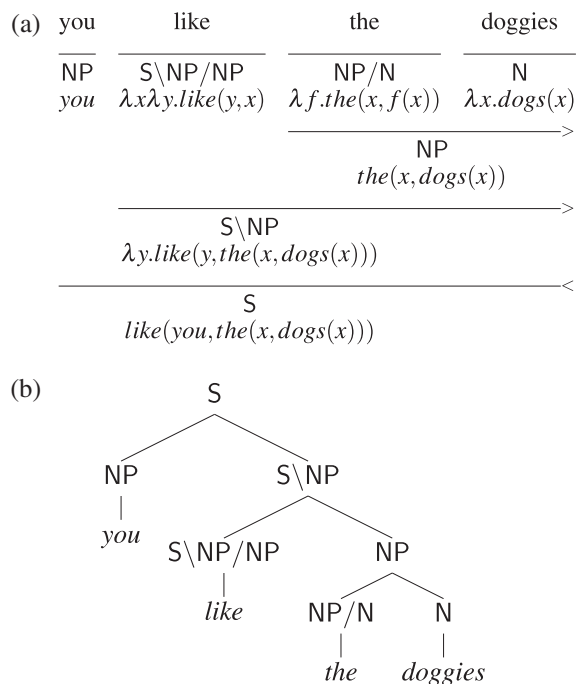 (a) you like the doggies
NP S\NP/NP NP/N N
you λxλy.like(y,x) λf.the(x, f(x)) λx.dogs(x)
>
NP
the(x,dogs(x))
>
S\NP
λy.like(y,the(x,dogs(x)))
<
S
like(you,the(x,dogs(x)))
(b)
S
NP S\NP
you
S\NP/NP NP
like NP/N N
the doggies